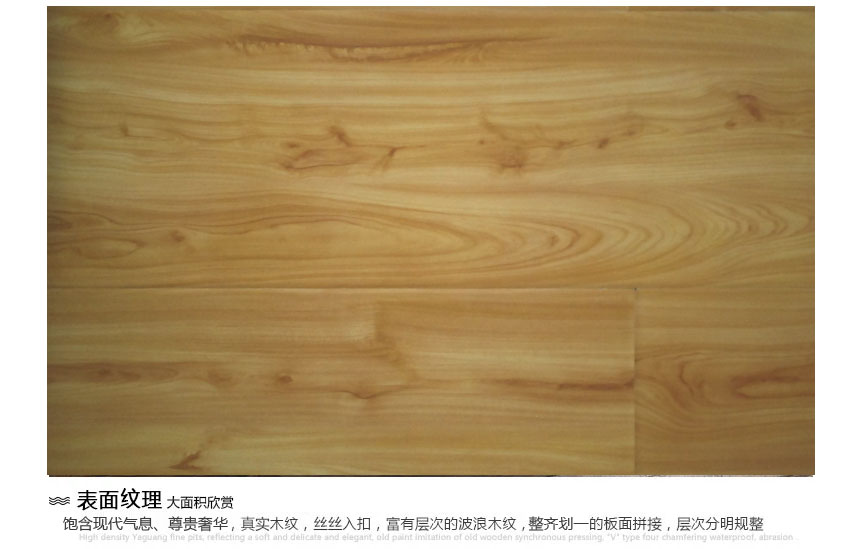 表面纹理 大面积欣赏
饱含现代气息、尊贵奢华，真实木纹，丝丝入扣，富有层次的波浪木纹，整齐划一的板面拼接，层次分明规整
High density Yaguang fine pits, reflecting a soft and delicate and elegant, old paint imitation of old wooden synchronous pressing, "V" type four chamfering waterproof, abrasion .